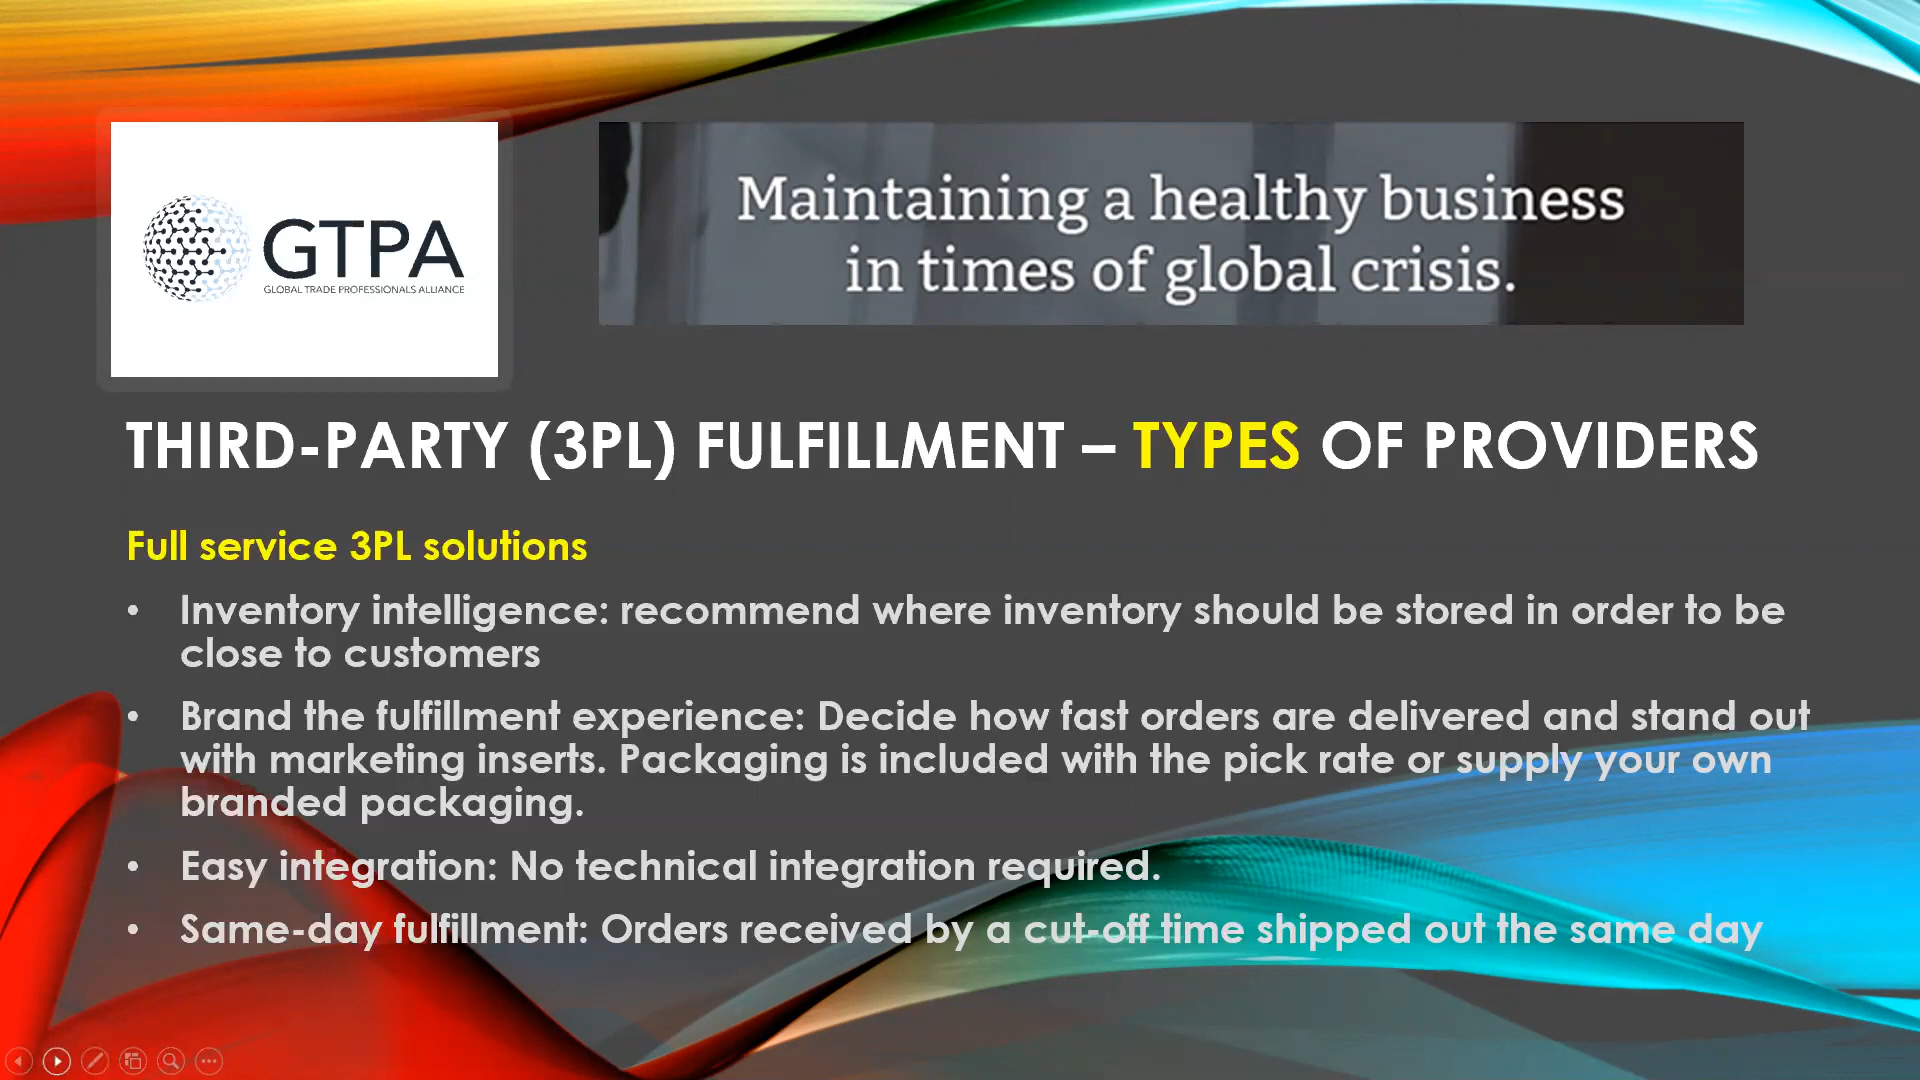 GTPA
GLOBAL TRADE PROFESSIONALS ALLIANCE
Maintaining a healthy business
in times of global crisis.
THIRD-PARTY (3PL) FULFILLMENT – TYPES OF PROVIDERS
Full service 3PL solutions
• Inventory intelligence: recommend where inventory should be stored in order to be
close to customers
• Brand the fulfillment experience: Decide how fast orders are delivered and stand out
with marketing inserts. Packaging is included with the pick rate or supply your own
branded packaging.
• Easy integration: No technical integration required.
• Same-day fulfillment: Orders received by a cut-off time shipped out the same day